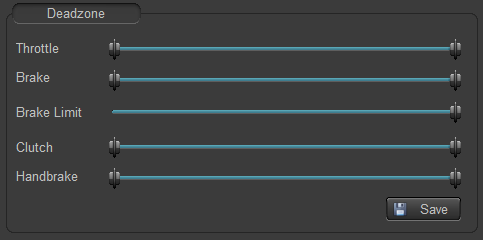 Deadzone
Throttle
Brake
Brake Limit
Clutch
Handbrake
Save